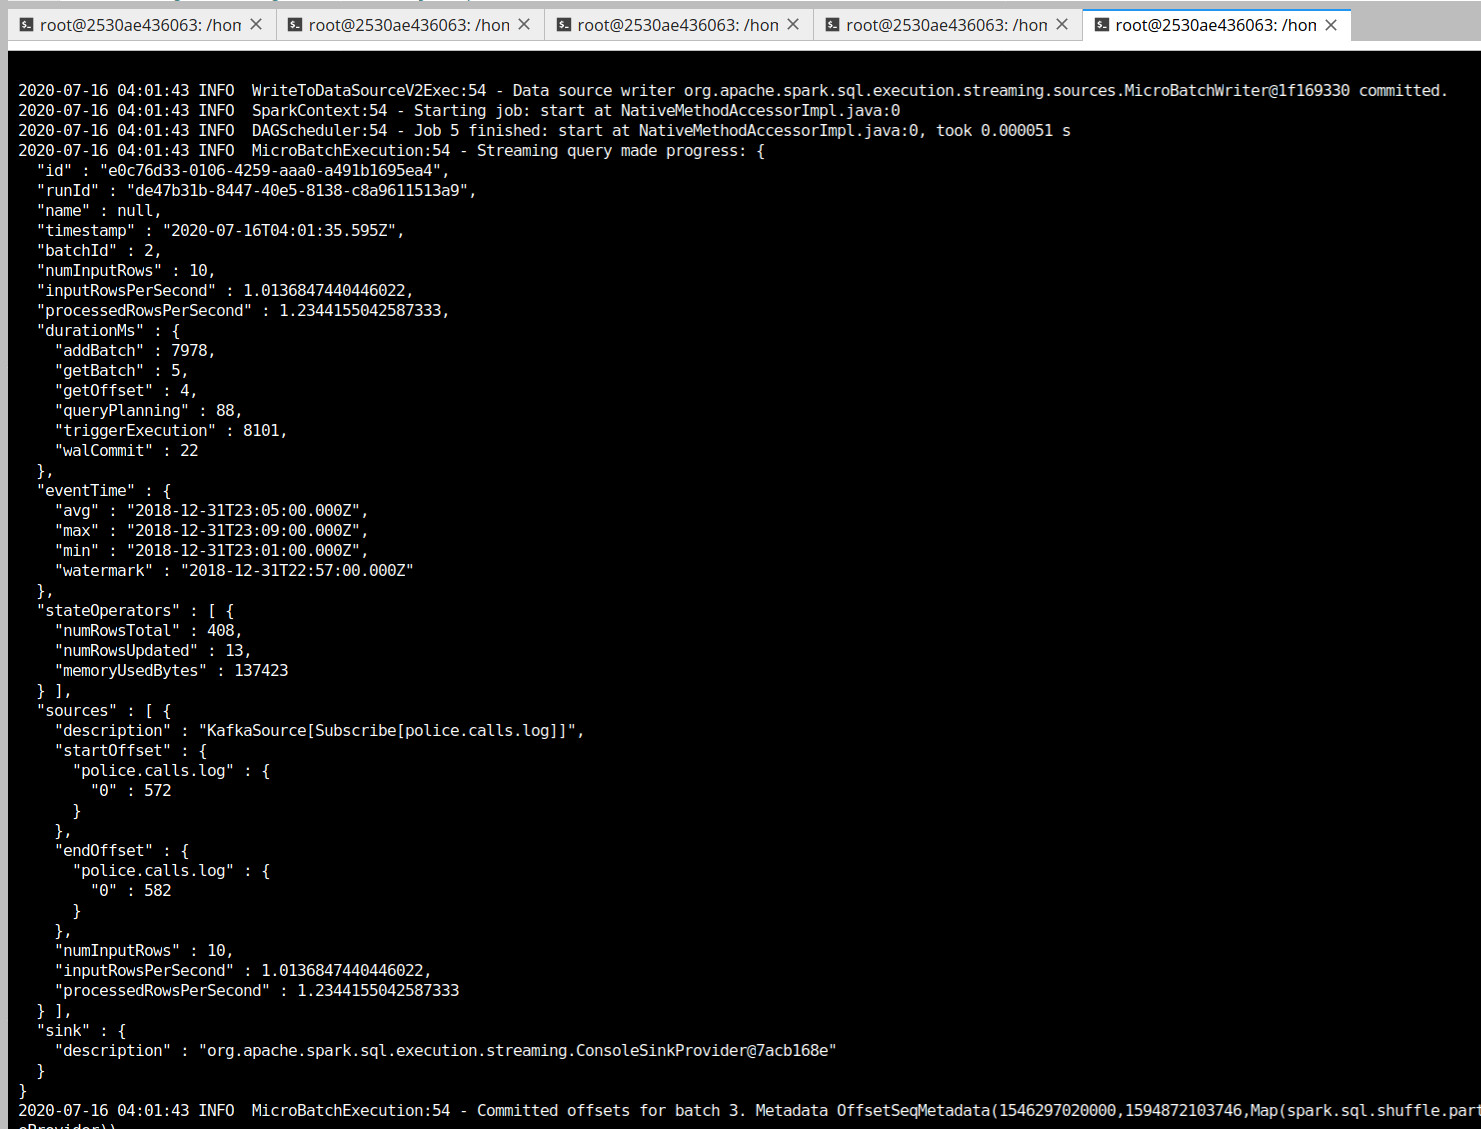 root@2530ae436063: /hon
root@2530ae436063: /hon
root@2530ae436063: /hon
root@2530ae436063: /hon
root@2530ae436063: /hon
2020-07-16 04:01:43 INFO  WriteToDataSourceV2Exec:54 - Data source writer org.apache.spark.sql.execution.streaming.sources.MicroBatchWriter@1f169330 committed.
2020-07-16 04:01:43 INFO  SparkContext:54 - Starting job: start at NativeMethodAccessorImpl.java:0
2020-07-16 04:01:43 INFO  DAGScheduler:54 - Job 5 finished: start at NativeMethodAccessorImpl.java:0, took 0.000051 s
2020-07-16 04:01:43 INFO  MicroBatchExecution:54 - Streaming query made progress: {
  "id" : "e0c76d33-0106-4259-aaa0-a491b1695ea4",
  "runId" : "de47b31b-8447-40e5-8138-c8a9611513a9",
  "name" : null,
  "timestamp" : "2020-07-16T04:01:35.595Z",
  "batchId" : 2,
  "numInputRows" : 10,
  "inputRowsPerSecond" : 1.0136847440446022,
  "processedRowsPerSecond" : 1.2344155042587333,
  "durationMs" : {
    "addBatch" : 7978,
    "getBatch" : 5,
    "getOffset" : 4,
    "queryPlanning" : 88,
    "triggerExecution" : 8101,
    "walCommit" : 22
  },
  "eventTime" : {
    "avg" : "2018-12-31T23:05:00.000Z",
    "max" : "2018-12-31T23:09:00.000Z",
    "min" : "2018-12-31T23:01:00.000Z",
    "watermark" : "2018-12-31T22:57:00.000Z"
  },
  "stateOperators" : [ {
    "numRowsTotal" : 408,
    "numRowsUpdated" : 13,
    "memoryUsedBytes" : 137423
  } ],
  "sources" : [ {
    "description" : "KafkaSource[Subscribe[police.calls.log]]",
    "startOffset" : {
      "police.calls.log" : {
        "0" : 572
      }
    },
    "endOffset" : {
      "police.calls.log" : {
        "0" : 582
      }
    },
    "numInputRows" : 10,
    "inputRowsPerSecond" : 1.0136847440446022,
    "processedRowsPerSecond" : 1.2344155042587333
  } ],
  "sink" : {
    "description" : "org.apache.spark.sql.execution.streaming.ConsoleSinkProvider@7acb168e"
  }
}
2020-07-16 04:01:43 INFO  MicroBatchExecution:54 - Committed offsets for batch 3. Metadata OffsetSeqMetadata(1546297020000,1594872103746,Map(spark.sql.shuffle.part